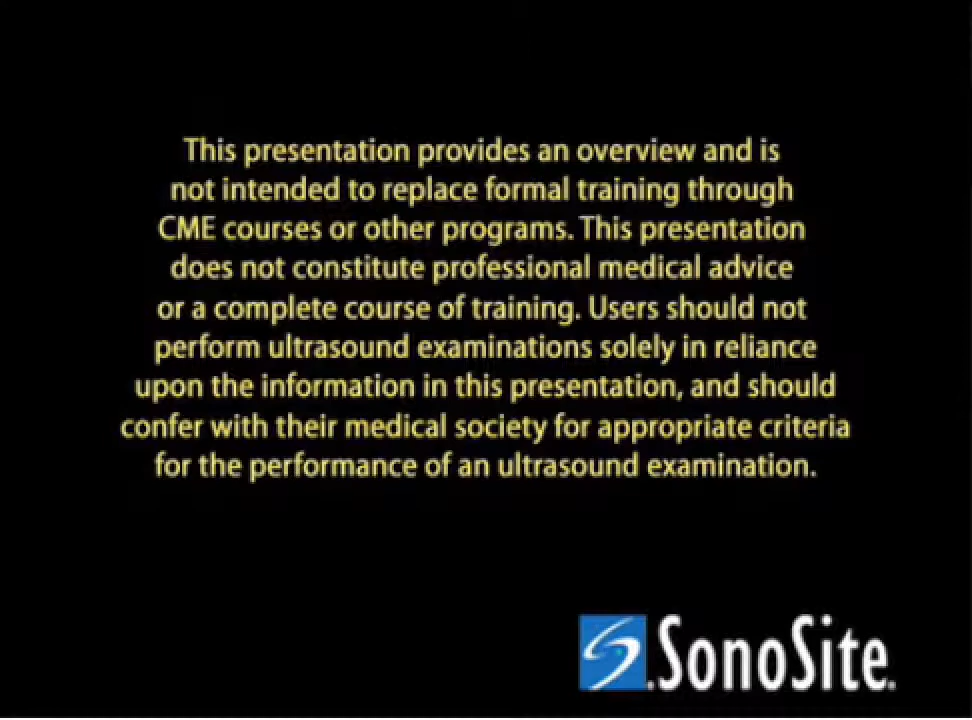 This presentation provides an overview and is
not intended to replace formal training through
CME courses or other programs. This presentation
does not constitute professional medical advice
or a complete course of training. Users should not
perform ultrasound examinations solely in reliance
upon the information in this presentation, and should
confer with their medical society for appropriate criteria
for the performance of an ultrasound examination.
SonoSite